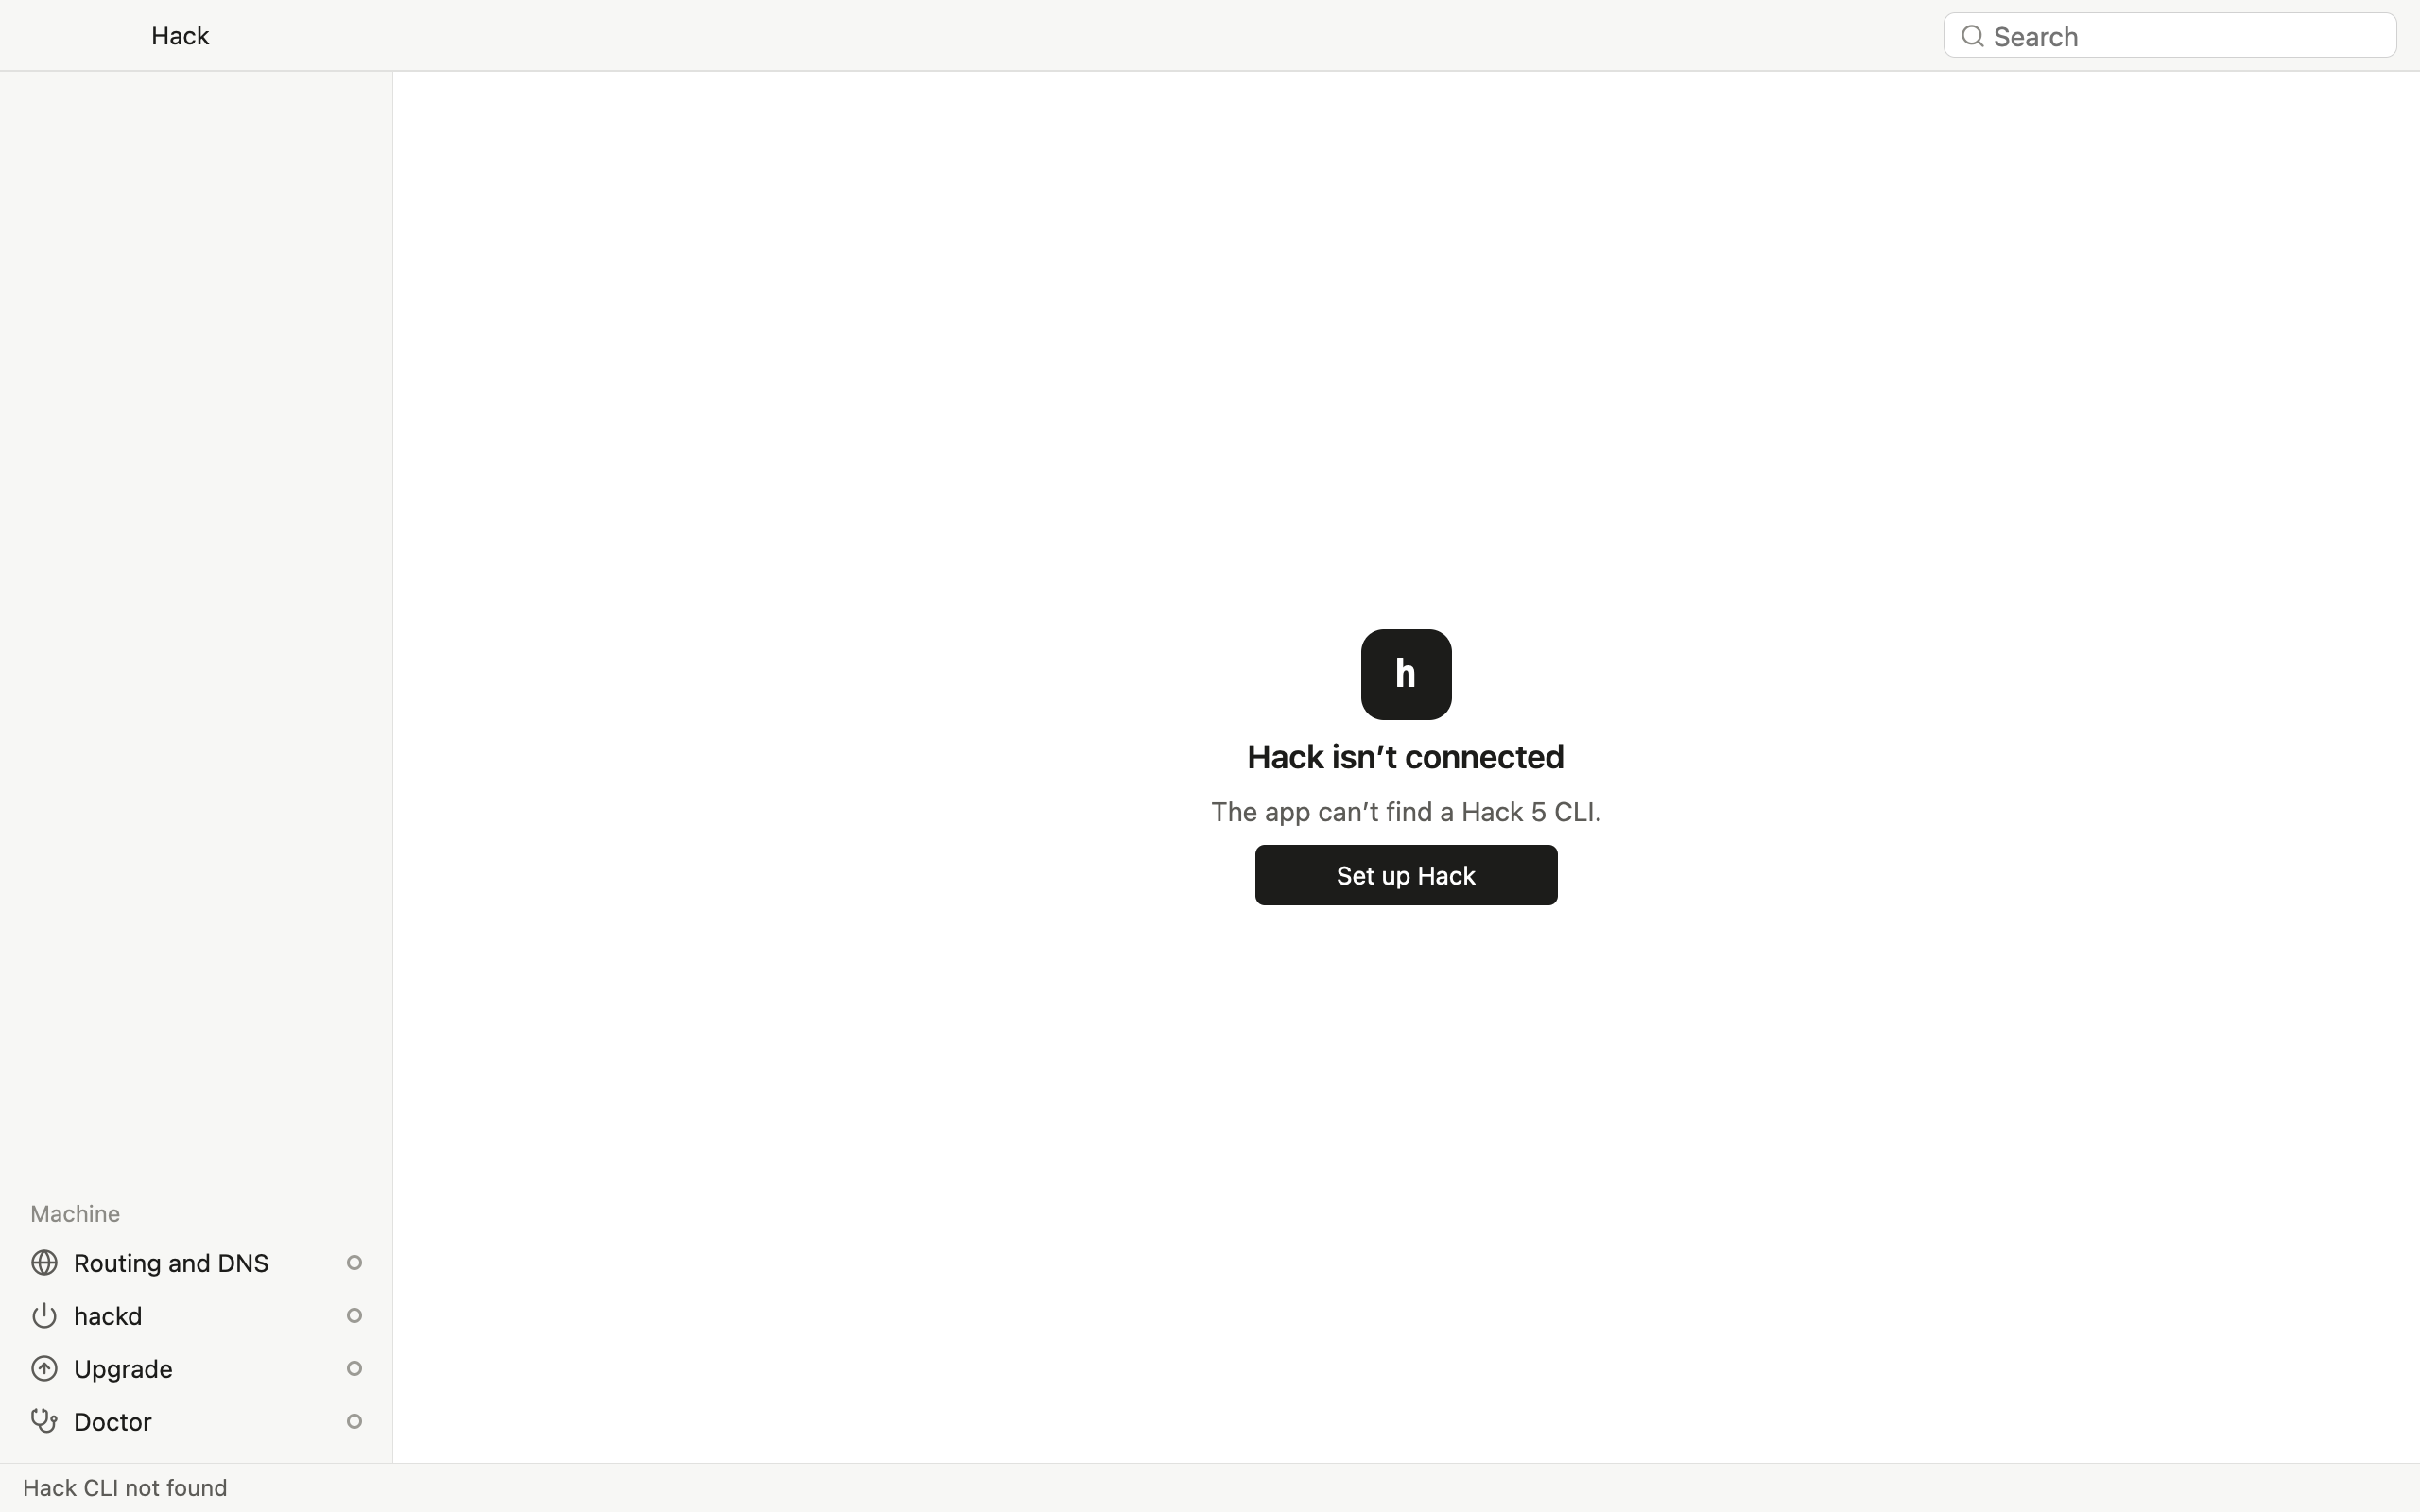 Hack
Search
h
Hack isn’t connected
The app can’t find a Hack 5 CLI.
Set up Hack
Machine
Routing and DNS
hackd
Upgrade
Doctor
Hack CLI not found